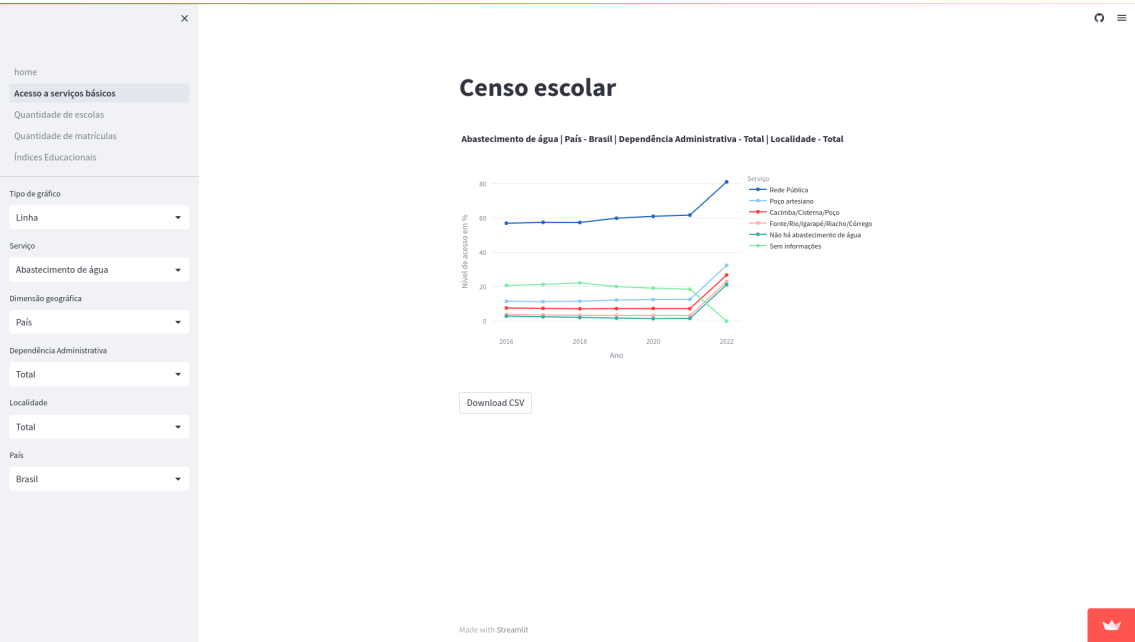 home
Acesso a serviços básicos
Quantidade de escolas
Quantidade de matrículas
Índices Educacionais
Tipo de gráfico
Linha
Serviço
Abastecimento de água
Dimensão geográfica
País
Dependência Administrativa
Total
Localidade
Total
País
Brasil
Censo escolar
Abastecimento de água | País - Brasil | Dependência Administrativa - Total | Localidade - Total
Nível de acesso em %
80
60
40
20
0
2016
2018
2020
2022
Ano
Serviço
Rede Pública
Poço artesiano
Cacimba/Cisterna/Poço
Fonte/Rio/Igarapé/Riacho/Córrego
Não há abastecimento de água
Sem informações
Download CSV
Made with Streamlit